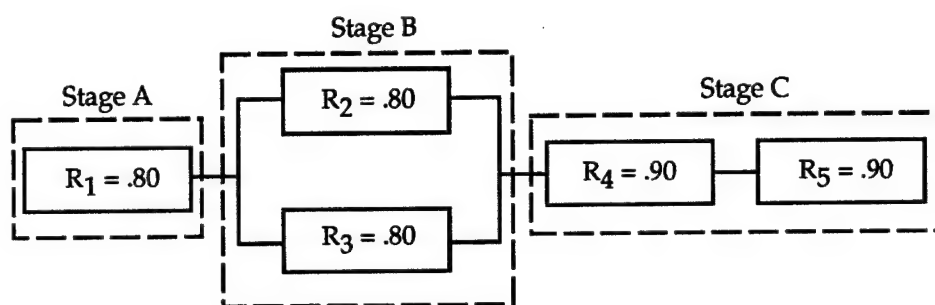 Stage B
Stage A
Stage C
R2 = .80
R1 = .80
R4 = .90
R5 = .90
R3 = .80